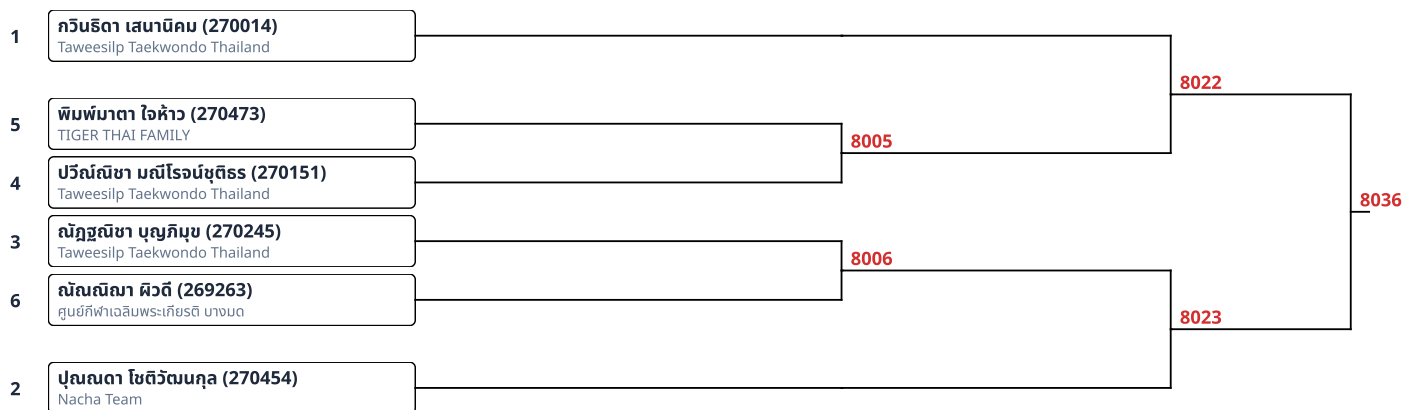 1
กวินธิดา เสนานิคม (270014)
Taweesilp Taekwondo Thailand
8022
5
พิมพ์มาตา ใจห้าว (270473)
TIGER THAI FAMILY
8005
4
ปวีณ์ณิชา มณีโรจน์ชุติธร (270151)
Taweesilp Taekwondo Thailand
8036
3
ณัฏฐณิชา บุญภิมุข (270245)
Taweesilp Taekwondo Thailand
8006
6
ณัณณิฌา ผิวดี (269263)
ศูนย์กีฬาเฉลิมพระเกียรติ บางมด
8023
2
ปุณณดา โชติวัฒนกุล (270454)
Nacha Team